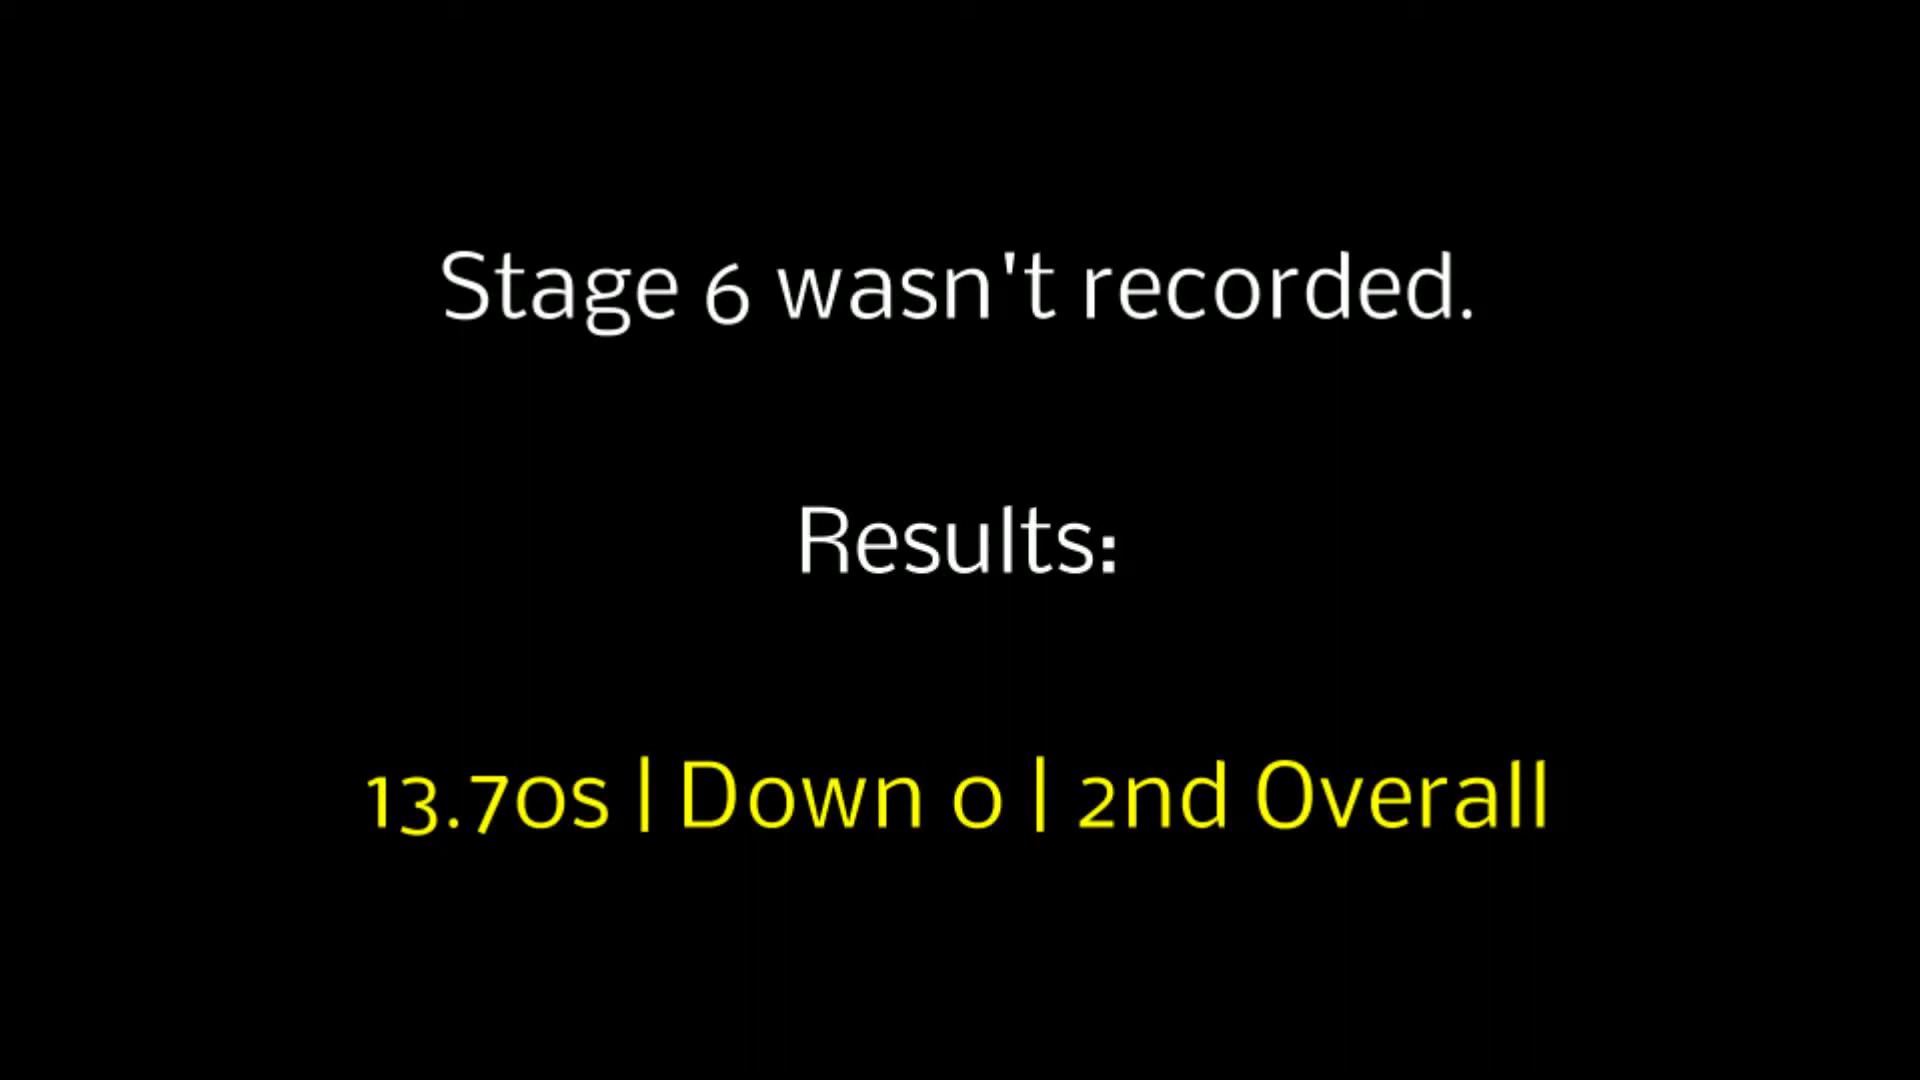 Stage 6 wasn't recorded.
Results:
13.70s | Down 0 | 2nd Overall